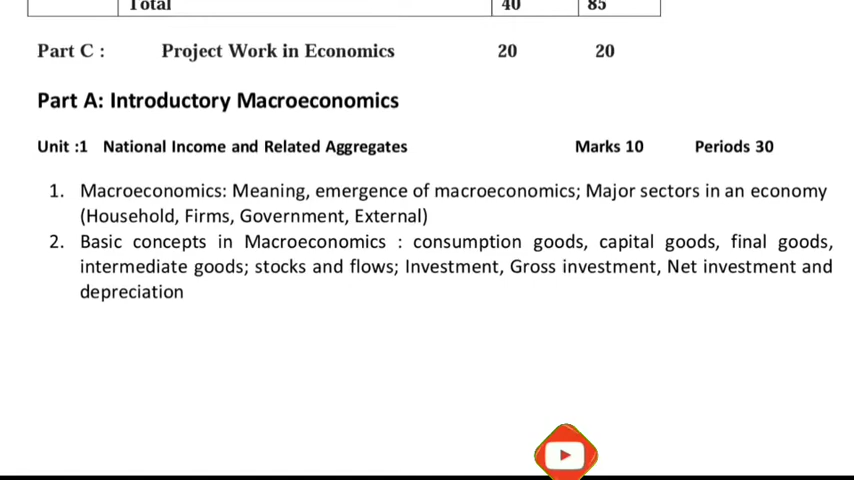 Total 40 85
Part C : Project Work in Economics 20 20
Part A: Introductory Macroeconomics
Unit :1 National Income and Related Aggregates Marks 10 Periods 30
1. Macroeconomics: Meaning, emergence of macroeconomics; Major sectors in an economy
(Household, Firms, Government, External)
2. Basic concepts in Macroeconomics : consumption goods, capital goods, final goods,
intermediate goods; stocks and flows; Investment, Gross investment, Net investment and
depreciation